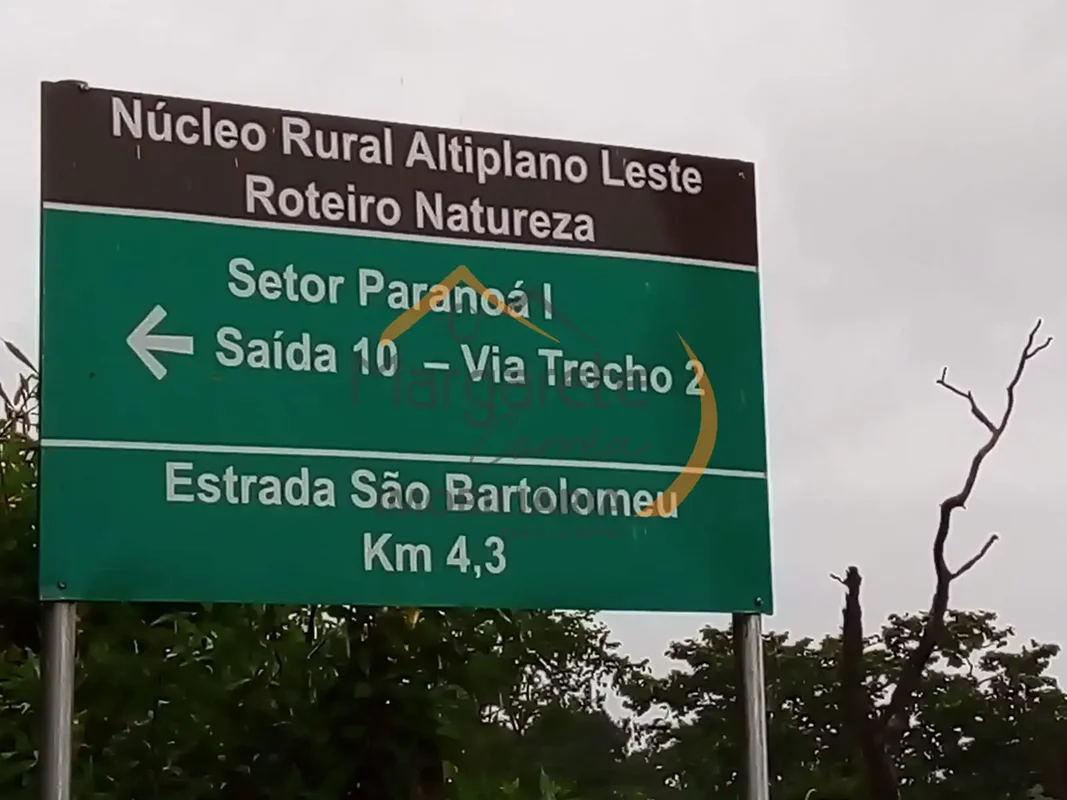 Núcleo Rural Altiplano Leste
Roteiro Natureza
Setor Paranoá I
Saída 10 – Via Trecho 2
Estrada São Bartolomeu
Km 4,3
Margarete